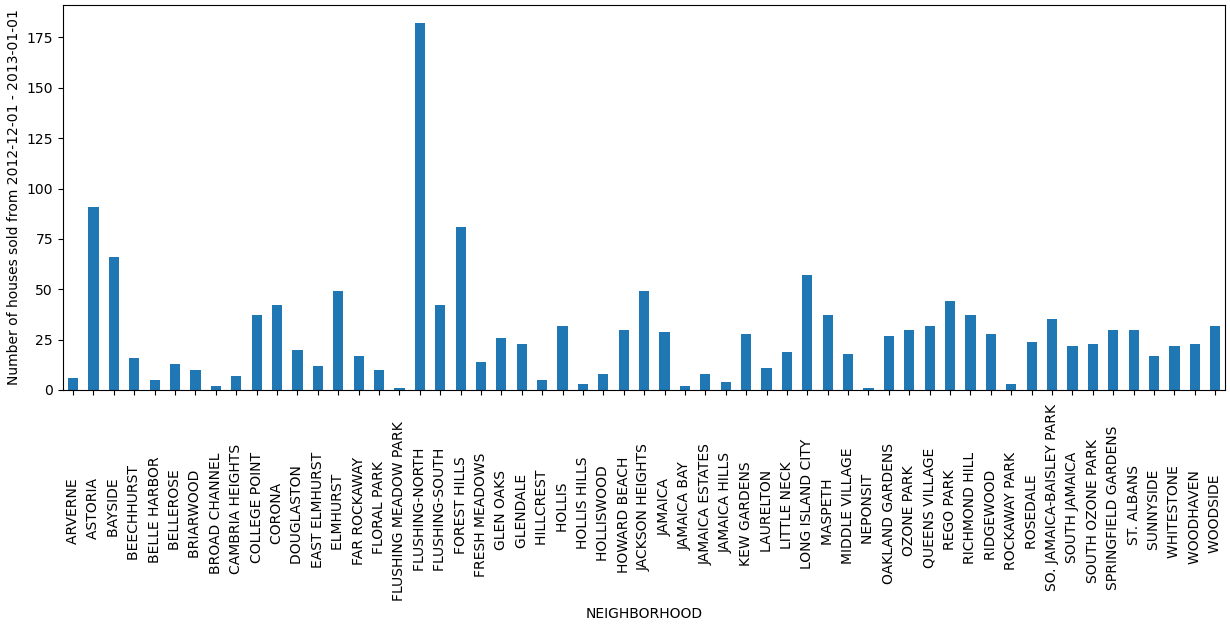 Number of houses sold from 2012-12-01 - 2013-01-01
175
150
125
100
75
50
25
0
ARVERNE
ASTORIA
BAYSIDE
BEECHHURST
BELLE HARBOR
BELLEROSE
BRIARWOOD
BROAD CHANNEL
CAMBRIA HEIGHTS
COLLEGE POINT
CORONA
DOUGLASTON
EAST ELMHURST
ELMHURST
FAR ROCKAWAY
FLORAL PARK
FLUSHING MEADOW PARK
FLUSHING-NORTH
FLUSHING-SOUTH
FOREST HILLS
FRESH MEADOWS
GLEN OAKS
GLENDALE
HILLCREST
HOLLIS
HOLLIS HILLS
HOLLISWOOD
HOWARD BEACH
JACKSON HEIGHTS
JAMAICA
JAMAICA BAY
JAMAICA ESTATES
JAMAICA HILLS
KEW GARDENS
LAURELTON
LITTLE NECK
LONG ISLAND CITY
MASPETH
MIDDLE VILLAGE
NEPONSIT
OAKLAND GARDENS
OZONE PARK
QUEENS VILLAGE
REGO PARK
RICHMOND HILL
RIDGEWOOD
ROCKAWAY PARK
ROSEDALE
SO. JAMAICA-BAISLEY PARK
SOUTH JAMAICA
SOUTH OZONE PARK
SPRINGFIELD GARDENS
ST. ALBANS
SUNNYSIDE
WHITESTONE
WOODHAVEN
WOODSIDE
NEIGHBORHOOD